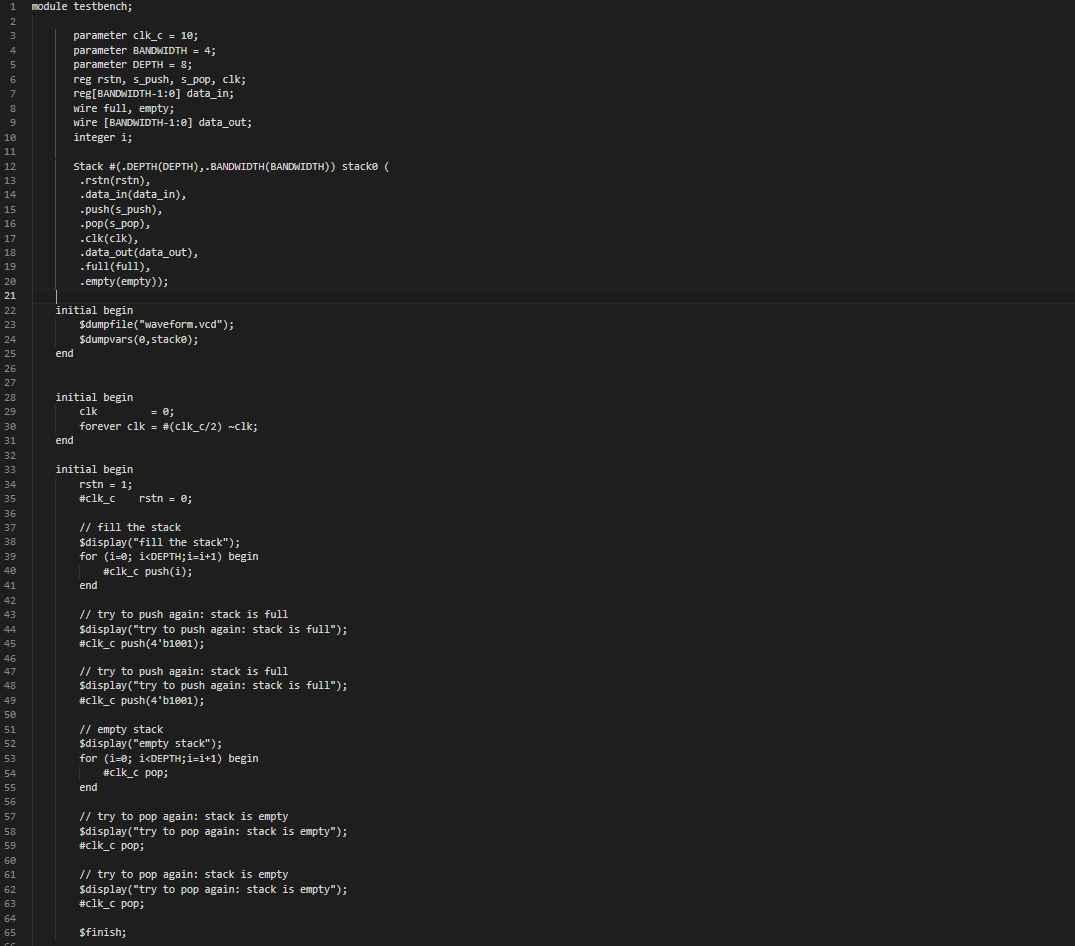 1 module testbench;
2
3 parameter clk_c = 10;
4 parameter BANDWIDTH = 4;
5 parameter DEPTH = 8;
6 reg rstn, s_push, s_pop, clk;
7 reg[BANDWIDTH-1:0] data_in;
8 wire full, empty;
9 wire [BANDWIDTH-1:0] data_out;
10 integer i;
11
12 Stack #(.DEPTH(DEPTH),.BANDWIDTH(BANDWIDTH)) stack0 (
13 .rstn(rstn),
14 .data_in(data_in),
15 .push(s_push),
16 .pop(s_pop),
17 .clk(clk),
18 .data_out(data_out),
19 .full(full),
20 .empty(empty));
21
22 initial begin
23 $dumpfile("waveform.vcd");
24 $dumpvars(0,stack0);
25 end
26
27
28 initial begin
29 clk = 0;
30 forever clk = #(clk_c/2) ~clk;
31 end
32
33 initial begin
34 rstn = 1;
35 #clk_c rstn = 0;
36
37 // fill the stack
38 $display("fill the stack");
39 for (i=0; i<DEPTH;i=i+1) begin
40 #clk_c push(i);
41 end
42
43 // try to push again: stack is full
44 $display("try to push again: stack is full");
45 #clk_c push(4'b1001);
46
47 // try to push again: stack is full
48 $display("try to push again: stack is full");
49 #clk_c push(4'b1001);
50
51 // empty stack
52 $display("empty stack");
53 for (i=0; i<DEPTH;i=i+1) begin
54 #clk_c pop;
55 end
56
57 // try to pop again: stack is empty
58 $display("try to pop again: stack is empty");
59 #clk_c pop;
60
61 // try to pop again: stack is empty
62 $display("try to pop again: stack is empty");
63 #clk_c pop;
64
65 $finish;